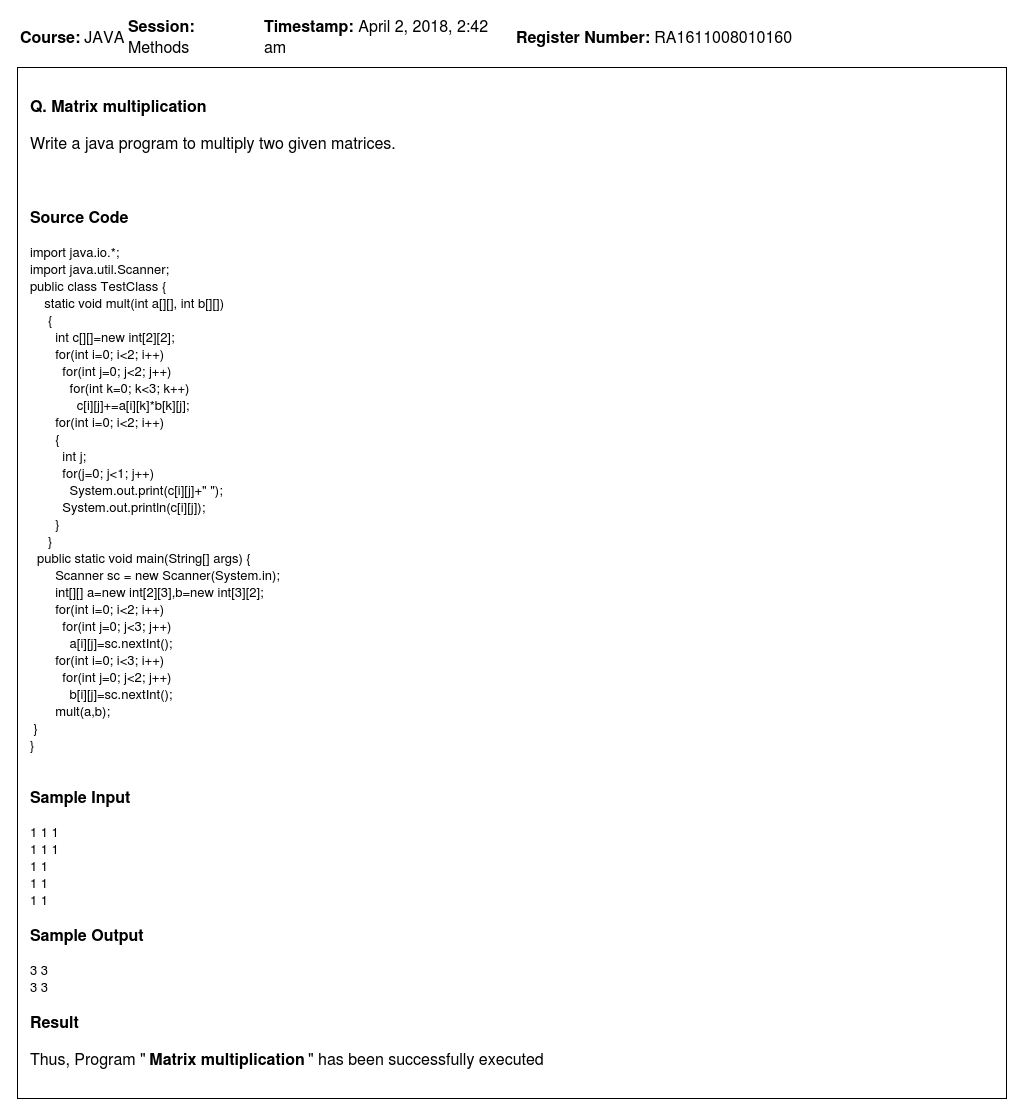 Course: JAVA Session: Methods Timestamp: April 2, 2018, 2:42 am Register Number: RA1611008010160
Q. Matrix multiplication
Write a java program to multiply two given matrices.
Source Code
import java.io.*;
import java.util.Scanner;
public class TestClass {
    static void mult(int a[][], int b[][])
     {
       int c[][]=new int[2][2];
       for(int i=0; i<2; i++)
         for(int j=0; j<2; j++)
           for(int k=0; k<3; k++)
             c[i][j]+=a[i][k]*b[k][j];
       for(int i=0; i<2; i++)
       {
         int j;
         for(j=0; j<1; j++)
           System.out.print(c[i][j]+" ");
         System.out.println(c[i][j]);
       }
     }
  public static void main(String[] args) {
       Scanner sc = new Scanner(System.in);
       int[][] a=new int[2][3],b=new int[3][2];
       for(int i=0; i<2; i++)
         for(int j=0; j<3; j++)
           a[i][j]=sc.nextInt();
       for(int i=0; i<3; i++)
         for(int j=0; j<2; j++)
           b[i][j]=sc.nextInt();
       mult(a,b);
 }
}
Sample Input
1 1 1
1 1 1
1 1
1 1
1 1
Sample Output
3 3
3 3
Result
Thus, Program " Matrix multiplication " has been successfully executed